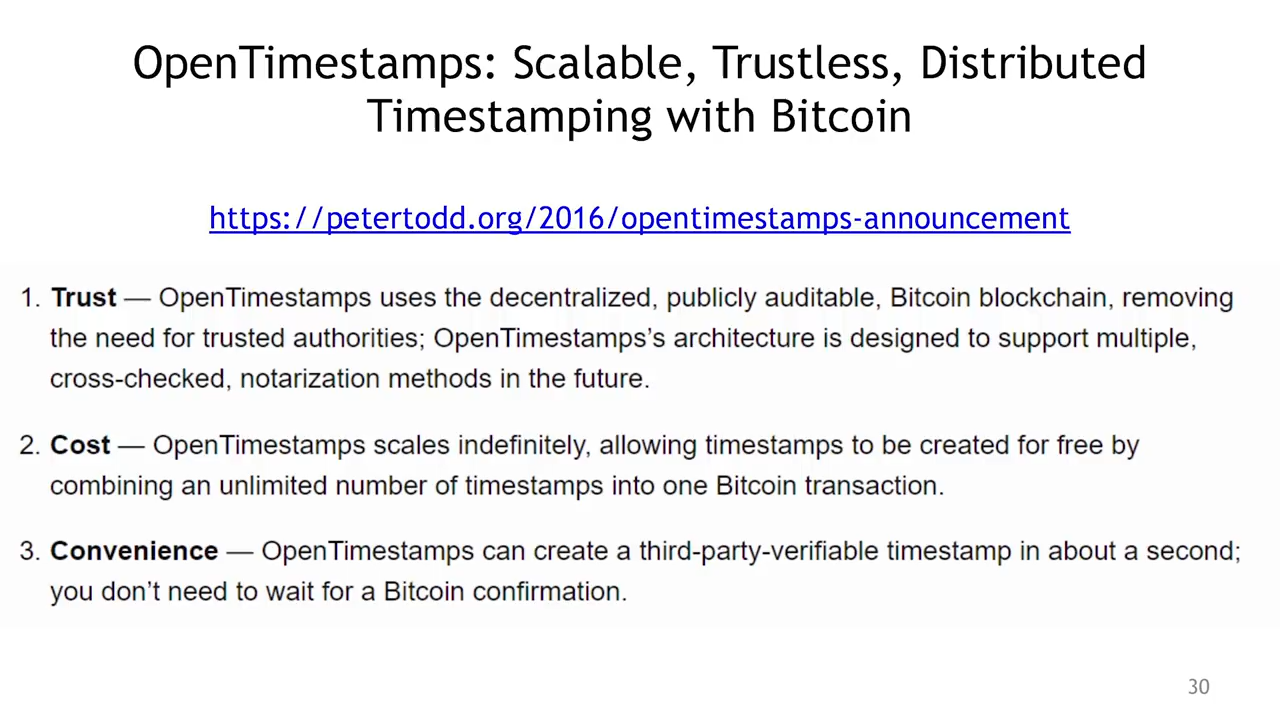 OpenTimestamps: Scalable, Trustless, Distributed
Timestamping with Bitcoin
https://petertodd.org/2016/opentimestamps-announcement
1. Trust — OpenTimestamps uses the decentralized, publicly auditable, Bitcoin blockchain, removing
the need for trusted authorities; OpenTimestamps’s architecture is designed to support multiple,
cross-checked, notarization methods in the future.
2. Cost — OpenTimestamps scales indefinitely, allowing timestamps to be created for free by
combining an unlimited number of timestamps into one Bitcoin transaction.
3. Convenience — OpenTimestamps can create a third-party-verifiable timestamp in about a second;
you don’t need to wait for a Bitcoin confirmation.
30